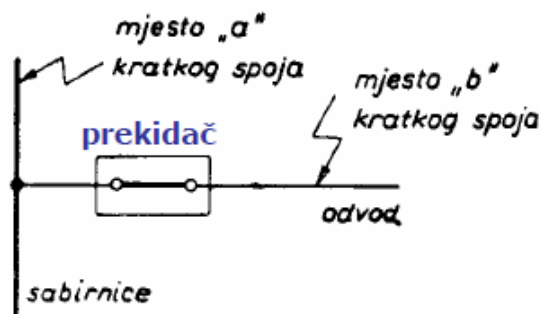 mjesto „a"
kratkog spoja
mjesto „b"
kratkog spoja
prekidač
odvod
sabirnice